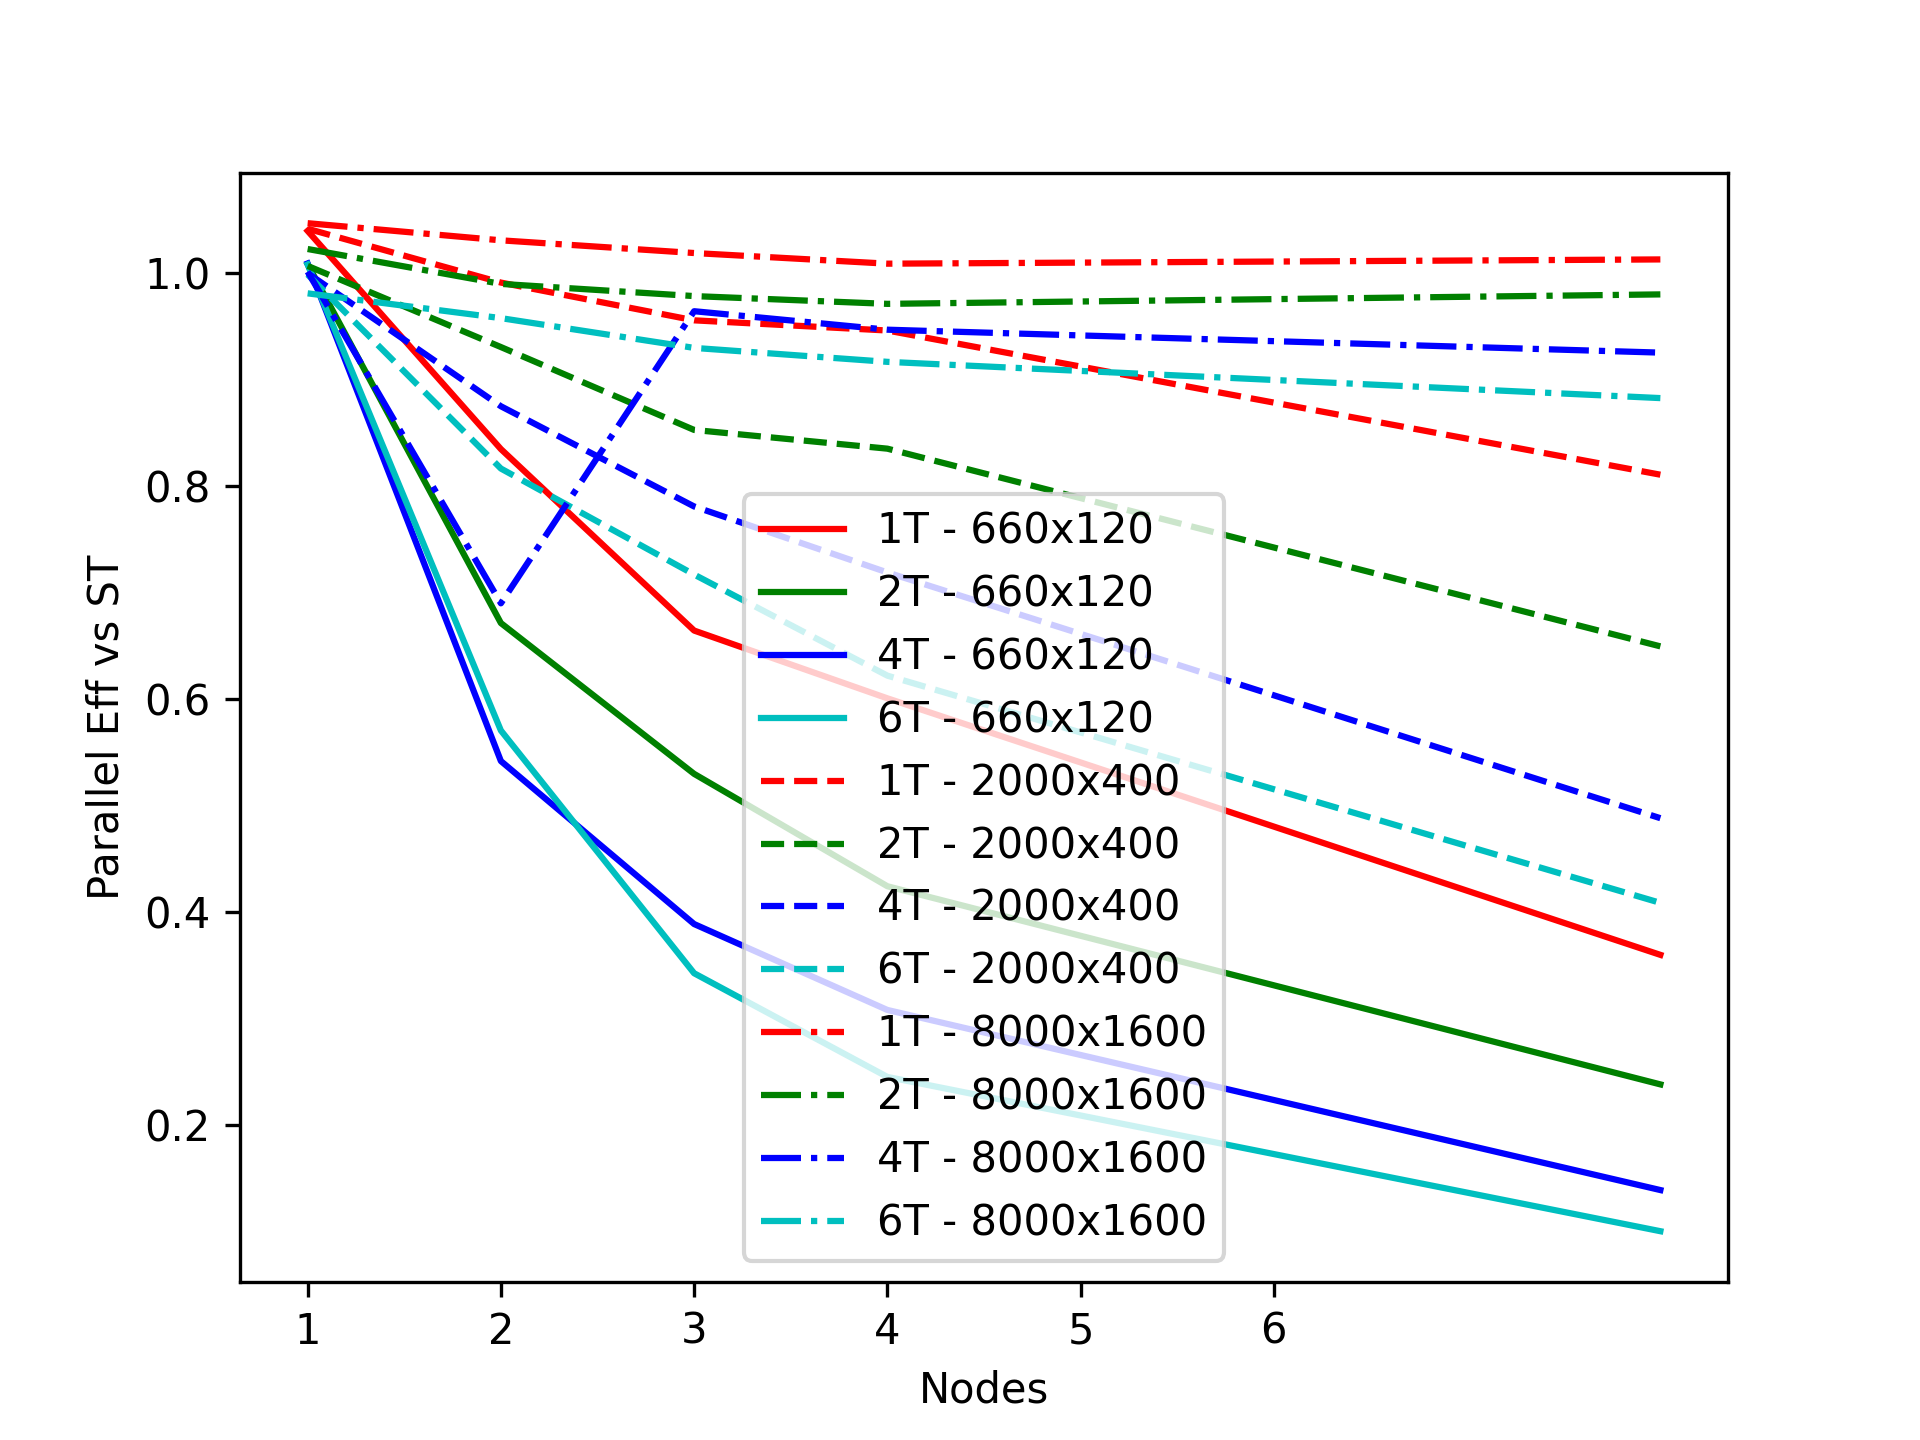 Parallel Eff vs ST
1.0
0.8
0.6
0.4
0.2
1T - 660x120
2T - 660x120
4T - 660x120
6T - 660x120
1T - 2000x400
2T - 2000x400
4T - 2000x400
6T - 2000x400
1T - 8000x1600
2T - 8000x1600
4T - 8000x1600
6T - 8000x1600
1 2 3 4 5 6
Nodes